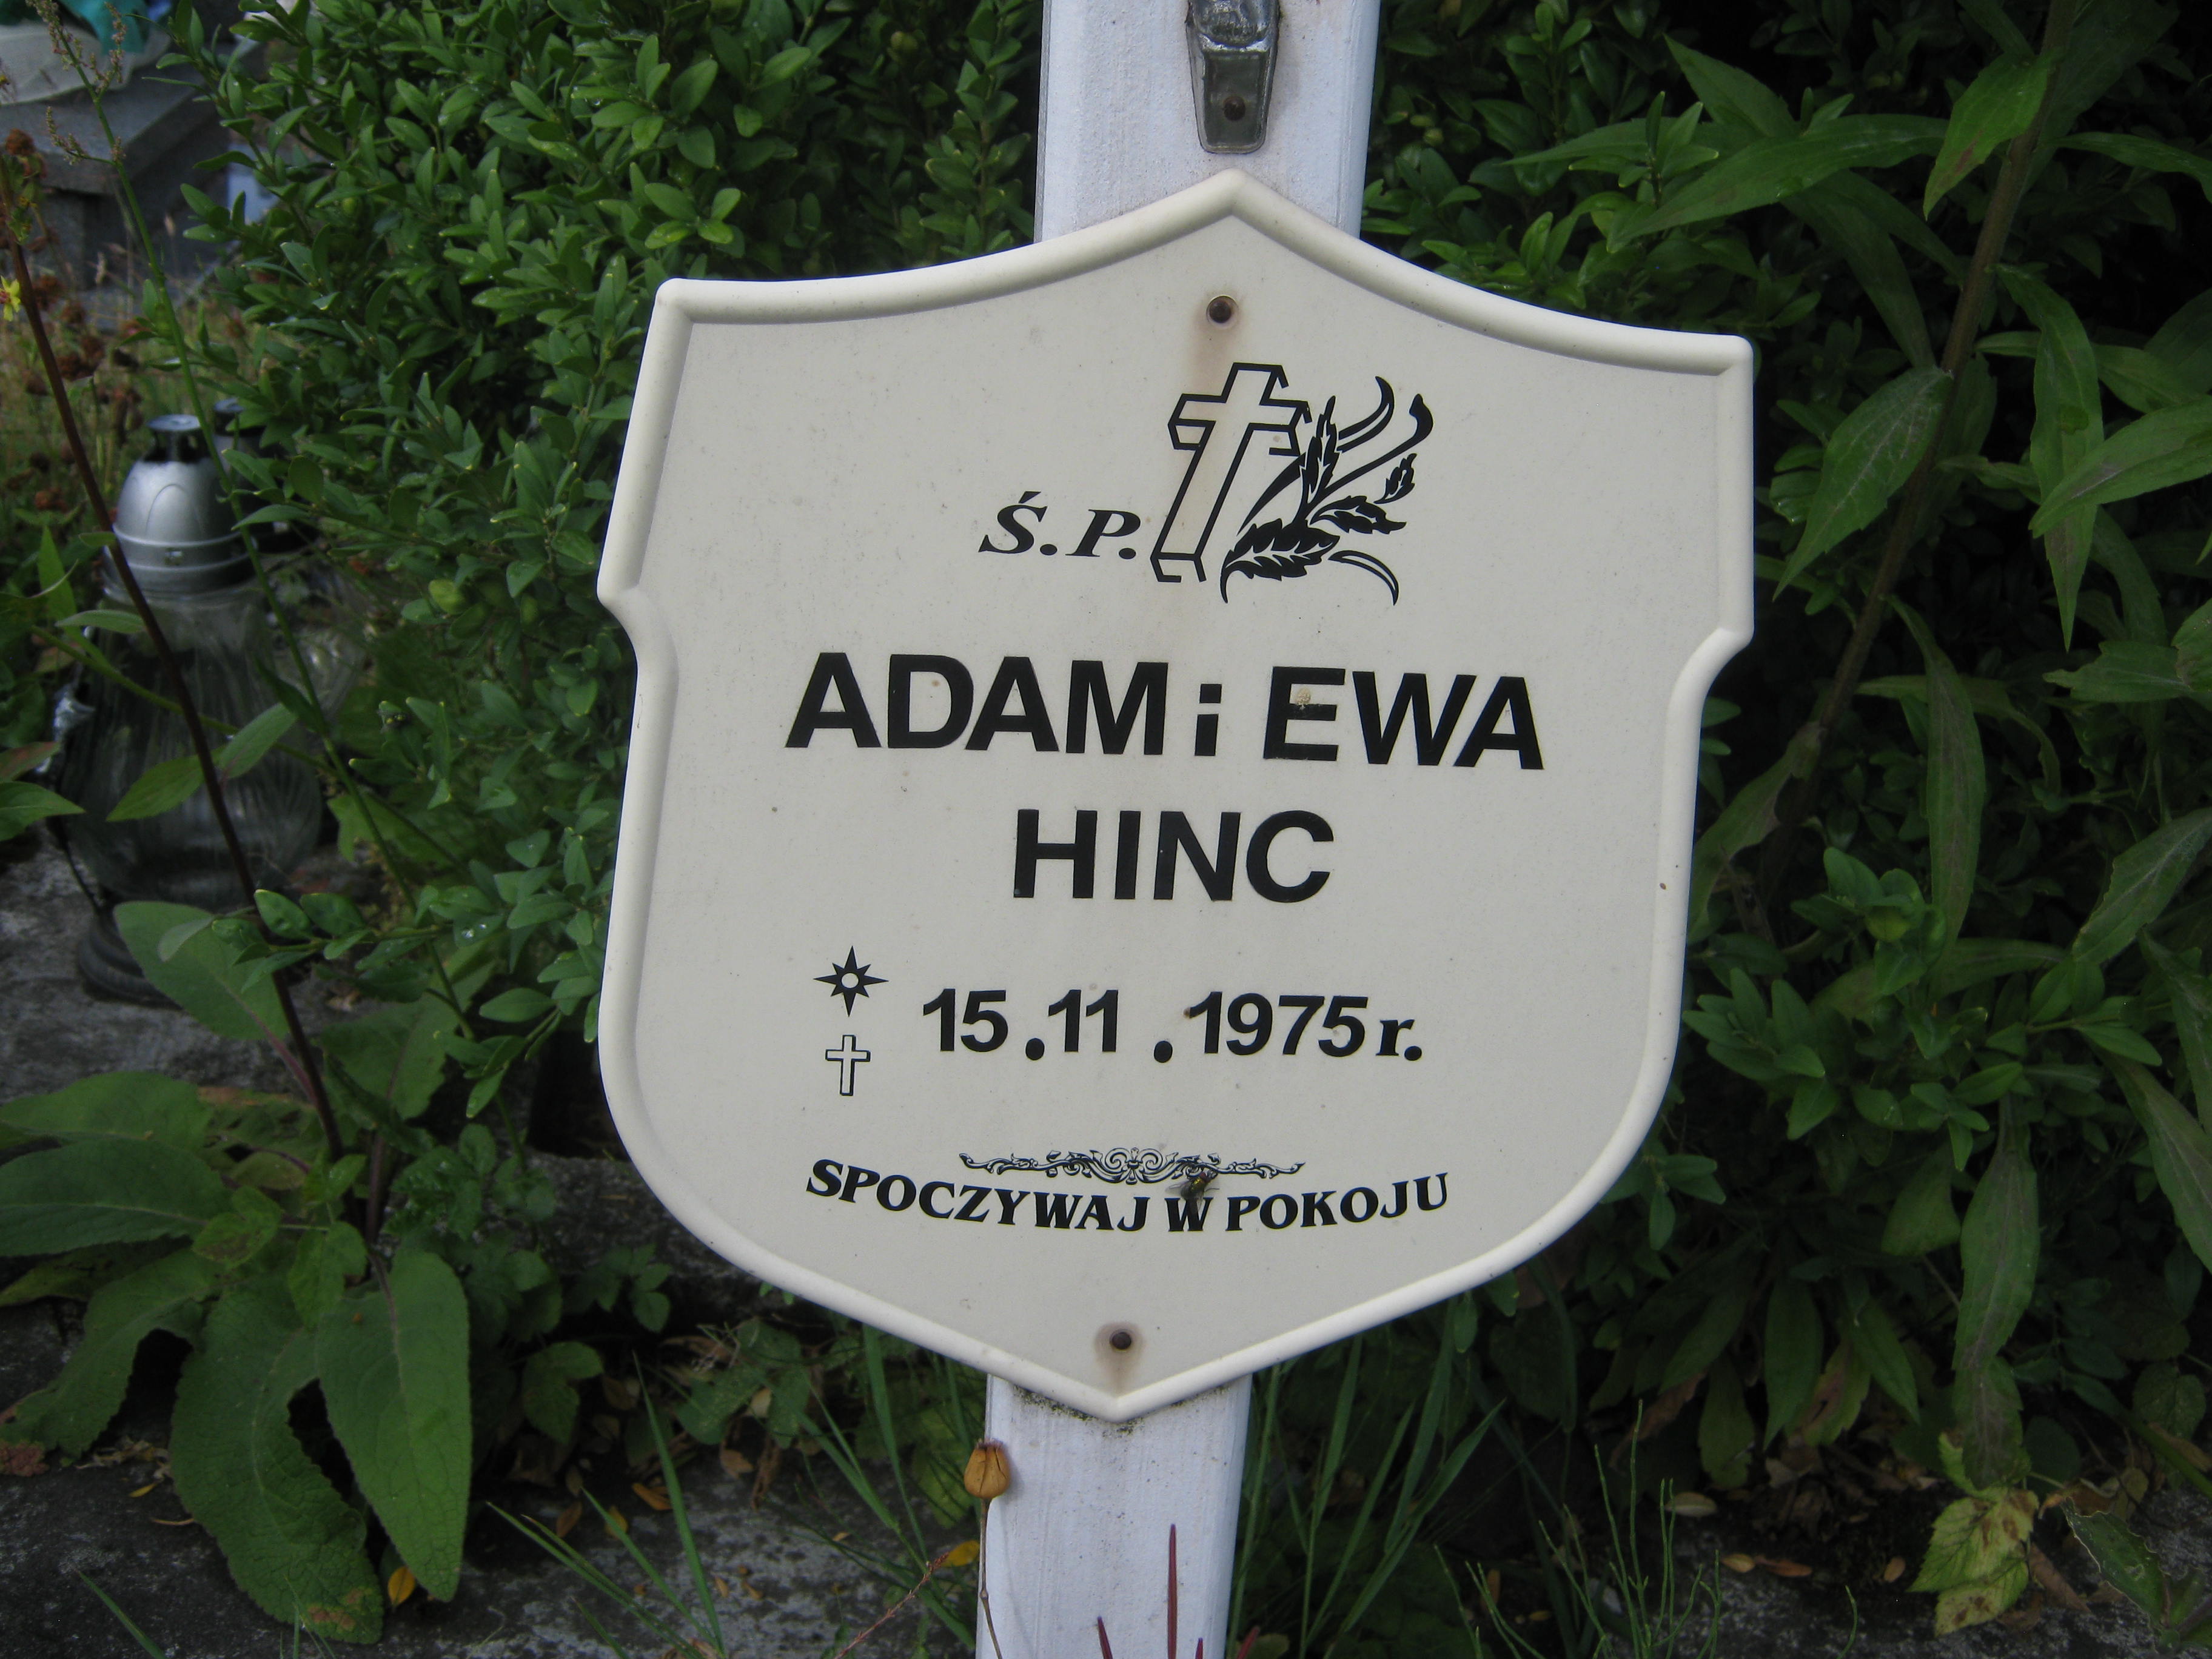 Ś.P.
ADAM i EWA
HINC
15.11.1975 r.
SPOCZYWAJ W POKOJU